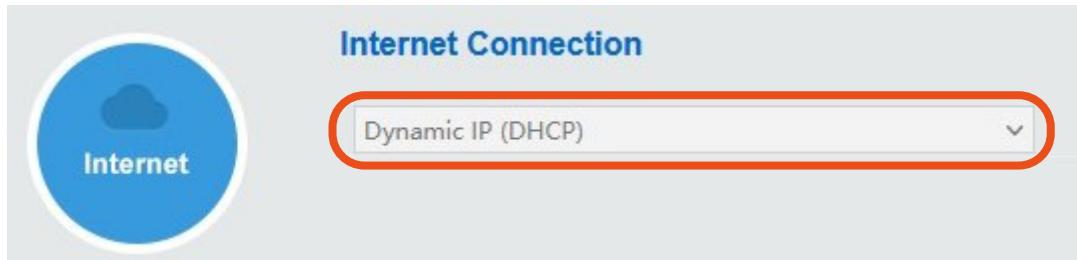 Internet Connection
Dynamic IP (DHCP)
Internet